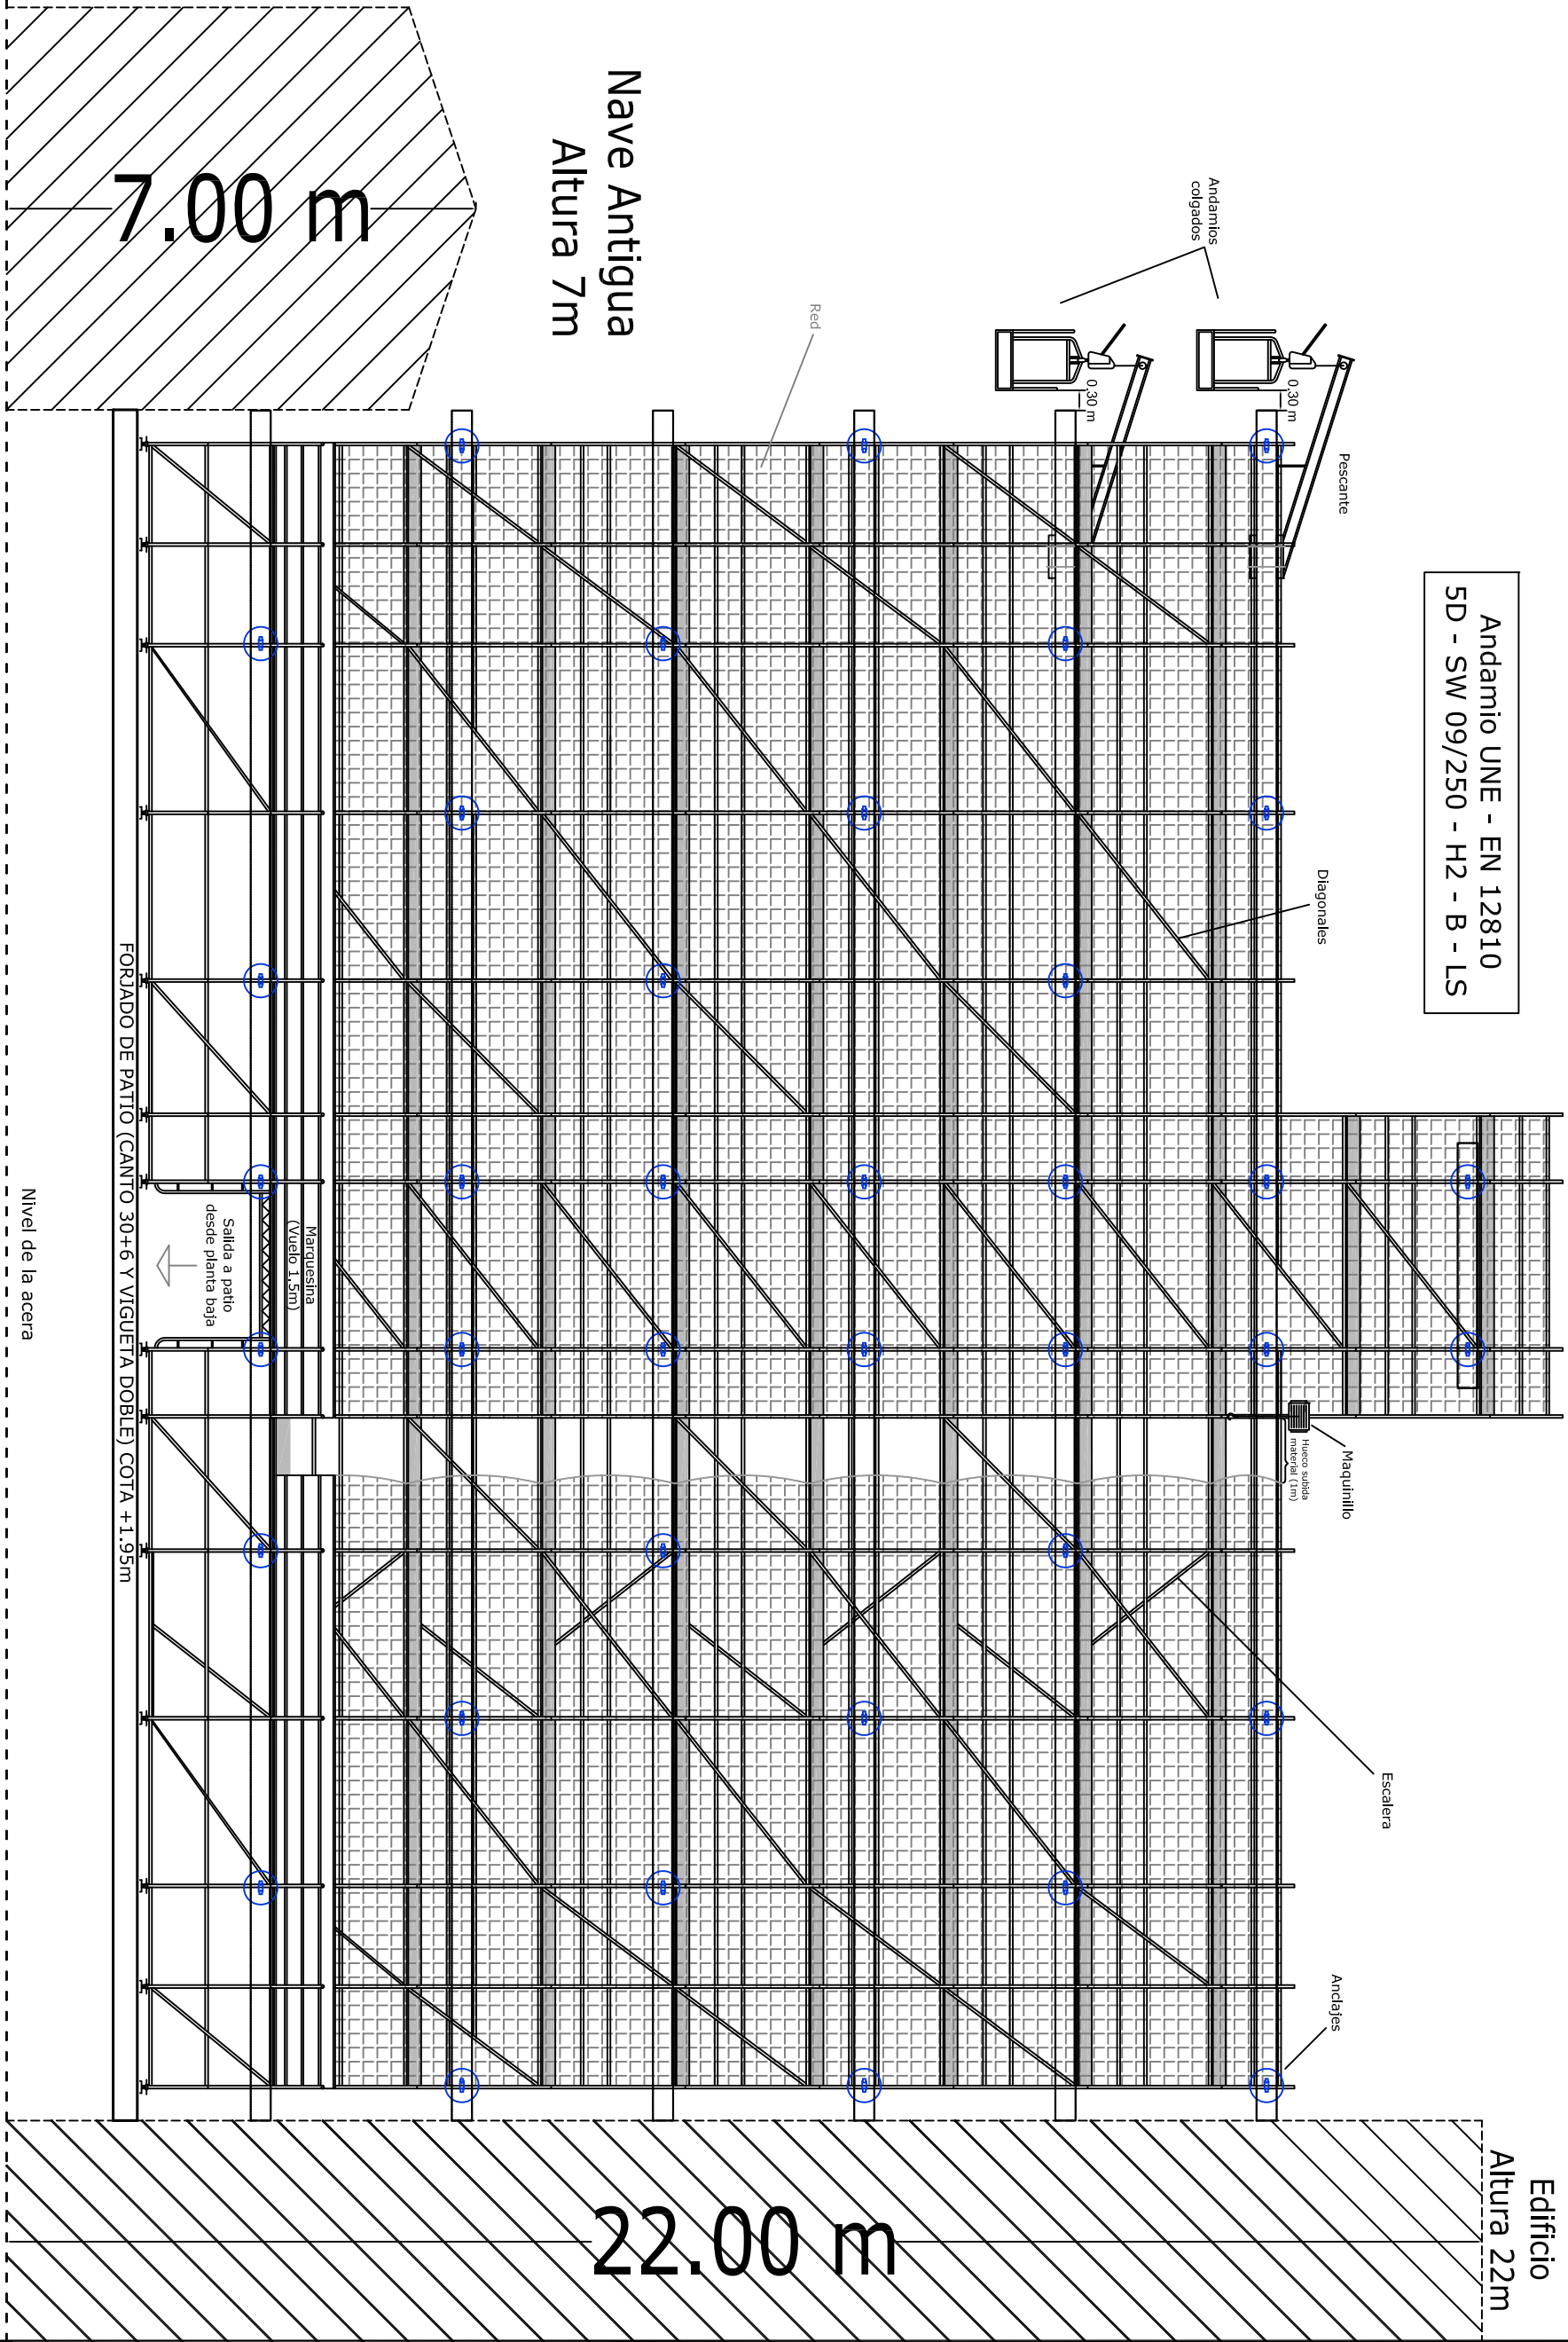 Edificio
Altura 22m
22.00 m
Andamio UNE - EN 12810
5D - SW 09/250 - H2 - B - LS
Nave Antigua
Altura 7m
7.00 m
Andamios
colgados
0,30 m
0,30 m
Pescante
Red
Diagonales
Maquinillo
Hueco subida
material (1m)
Escalera
Anclajes
Marquesina
(Vuelo 1.5m)
Salida a patio
desde planta baja
FORJADO DE PATIO (CANTO 30+6 Y VIGUETA DOBLE) COTA +1.95m
Nivel de la acera